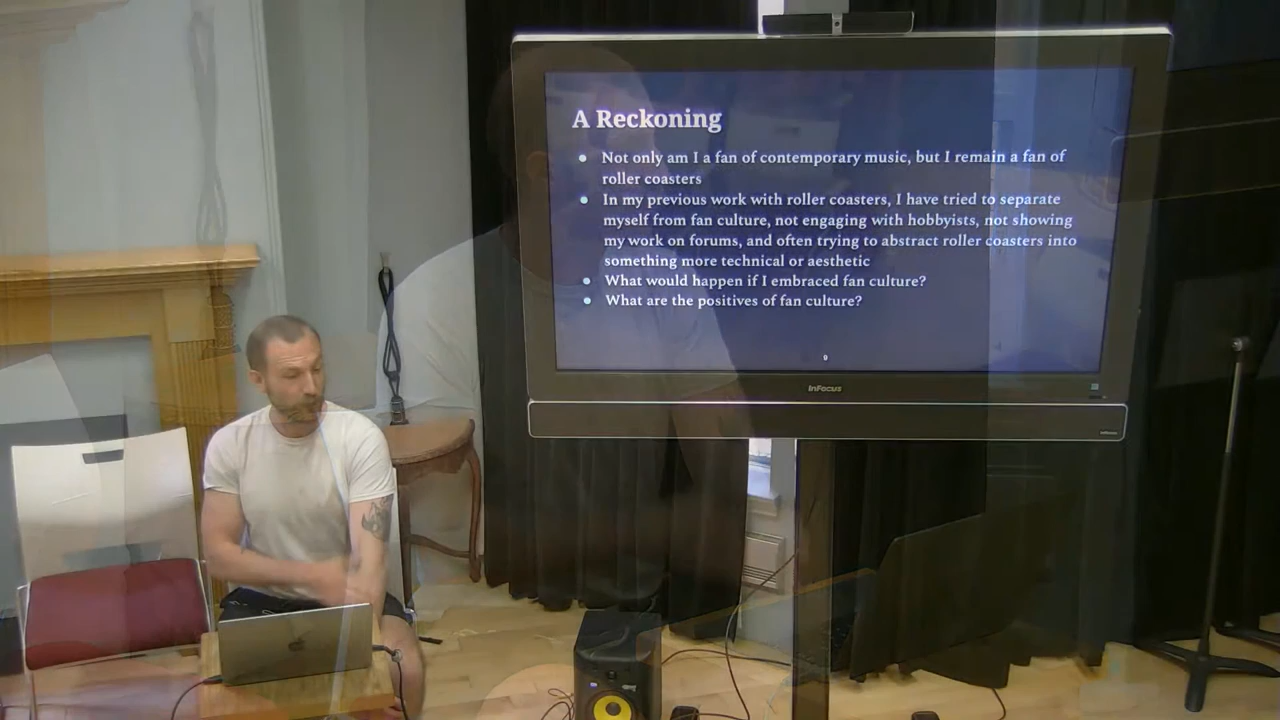 A Reckoning
● Not only am I a fan of contemporary music, but I remain a fan of
roller coasters
● In my previous work with roller coasters, I have tried to separate
myself from fan culture, not engaging with hobbyists, not showing
my work on forums, and often trying to abstract roller coasters into
something more technical or aesthetic
● What would happen if I embraced fan culture?
● What are the positives of fan culture?
9
InFocus